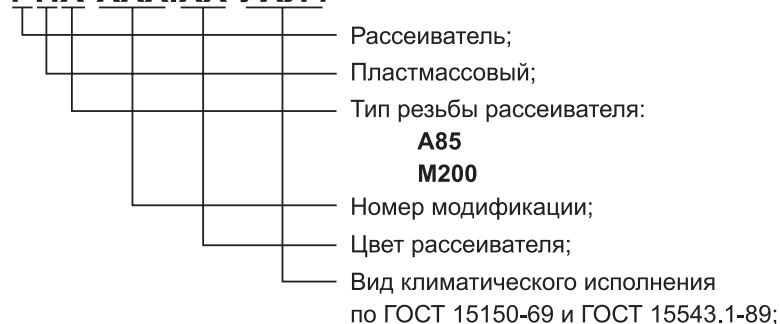 Рассеиватель;
Пластмассовый;
Тип резьбы рассеивателя:
А85
М200
Номер модификации;
Цвет рассеивателя;
Вид климатического исполнения
по ГОСТ 15150-69 и ГОСТ 15543.1-89;